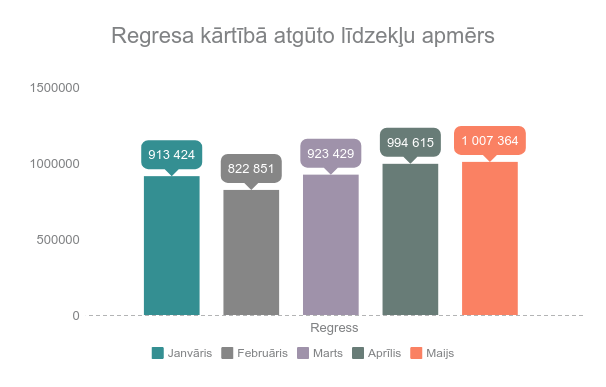 Regresa kārtībā atgūto līdzekļu apmērs
1500000
1000000
500000
0
913 424
822 851
923 429
994 615
1 007 364
Regress
Janvāris Februāris Marts Aprīlis Maijs